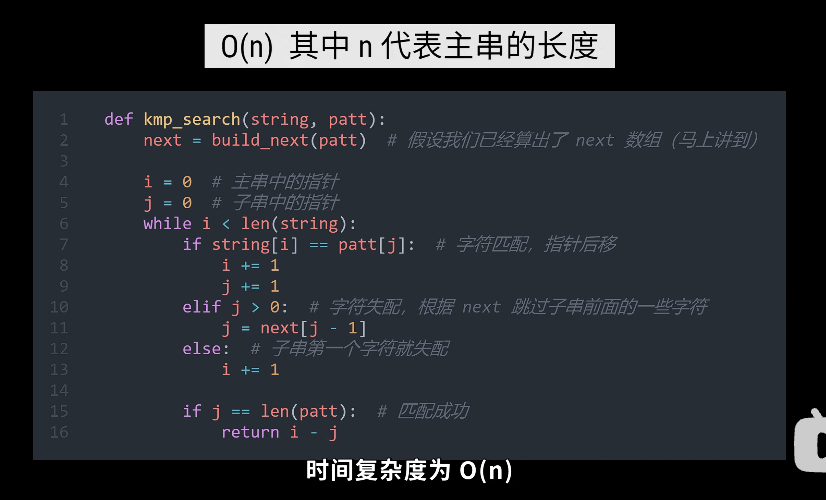 O(n) 其中 n 代表主串的长度
1 def kmp_search(string, patt):
2 next = build_next(patt) # 假设我们已经算出了 next 数组（马上讲到）
3
4 i = 0 # 主串中的指针
5 j = 0 # 子串中的指针
6 while i < len(string):
7 if string[i] == patt[j]: # 字符匹配，指针后移
8 i += 1
9 j += 1
10 elif j > 0: # 字符失配，根据 next 跳过子串前面的一些字符
11 j = next[j - 1]
12 else: # 子串第一个字符就失配
13 i += 1
14
15 if j == len(patt): # 匹配成功
16 return i - j
时间复杂度为 O(n)